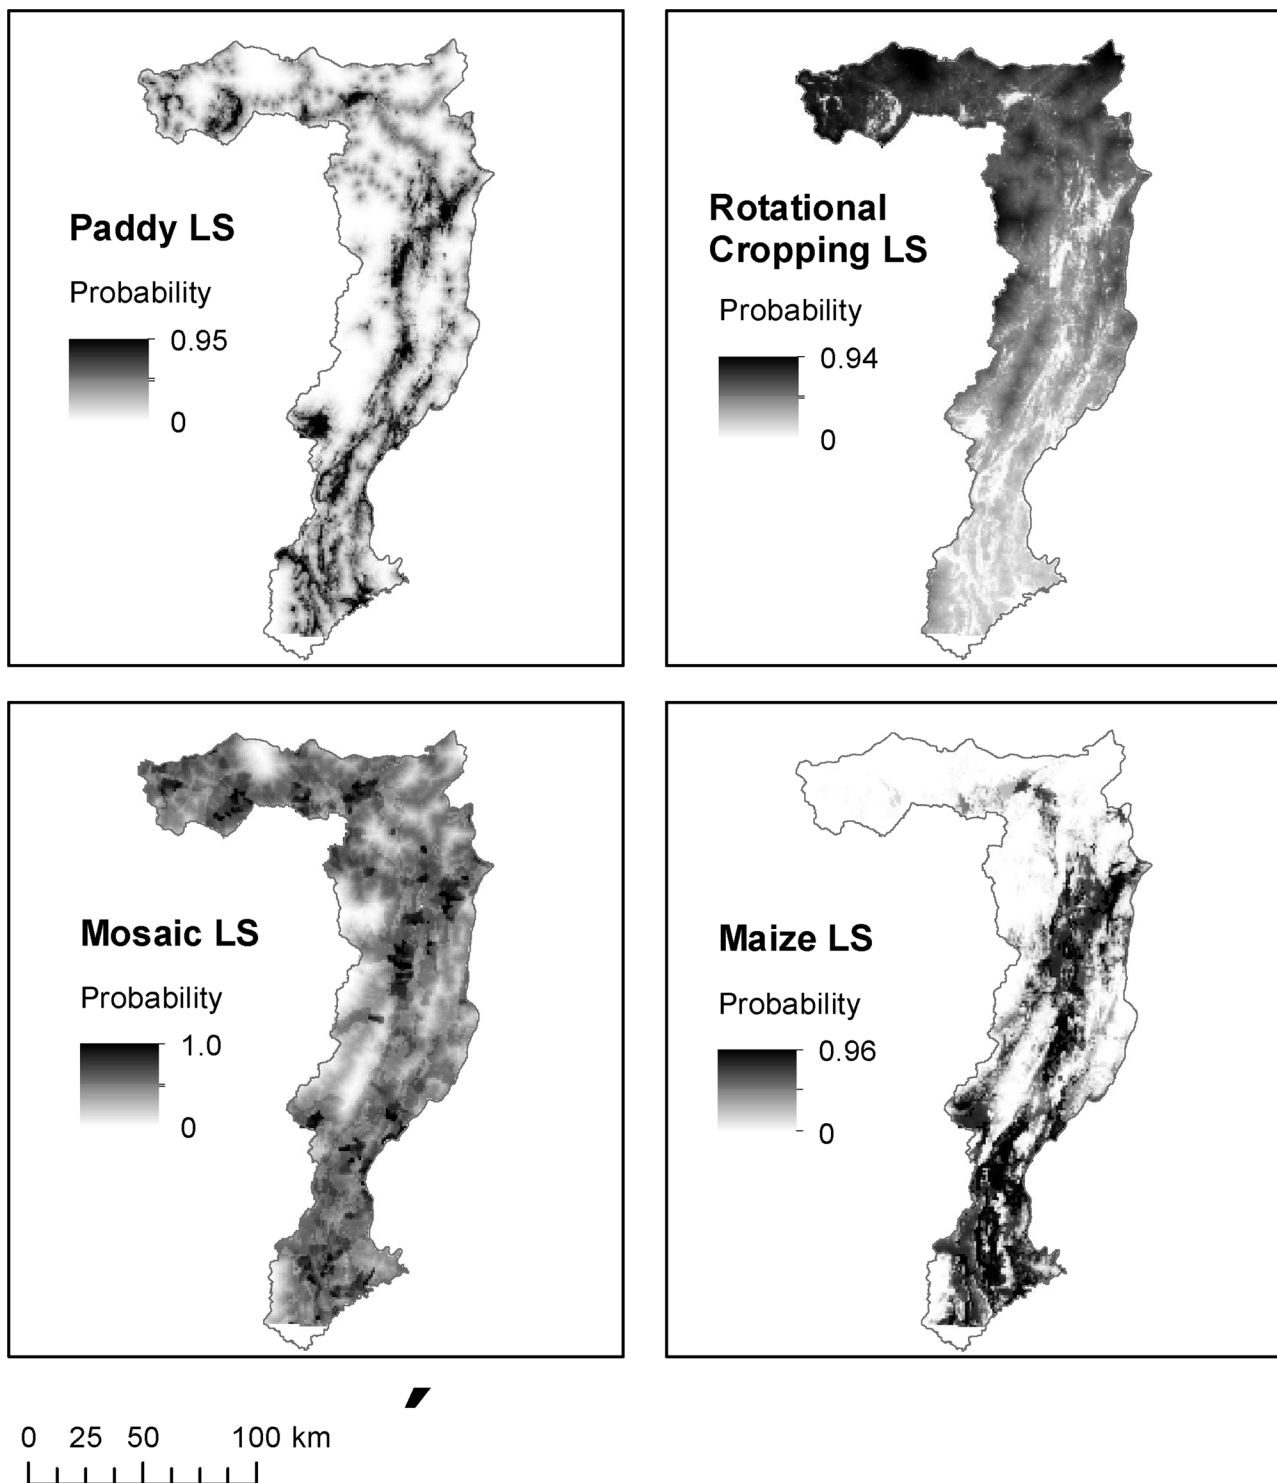 Paddy LS
Probability
0.95
0
Rotational
Cropping LS
Probability
0.94
0
Mosaic LS
Probability
1.0
0
Maize LS
Probability
0.96
0
0 25 50 100 km